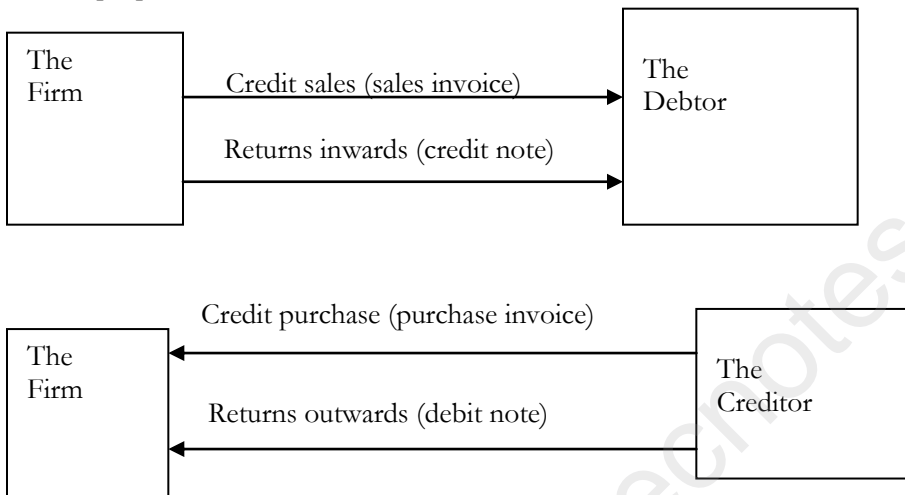 The
Firm
Credit sales (sales invoice)
The
Debtor
Returns inwards (credit note)
Credit purchase (purchase invoice)
The
Firm
The
Creditor
Returns outwards (debit note)